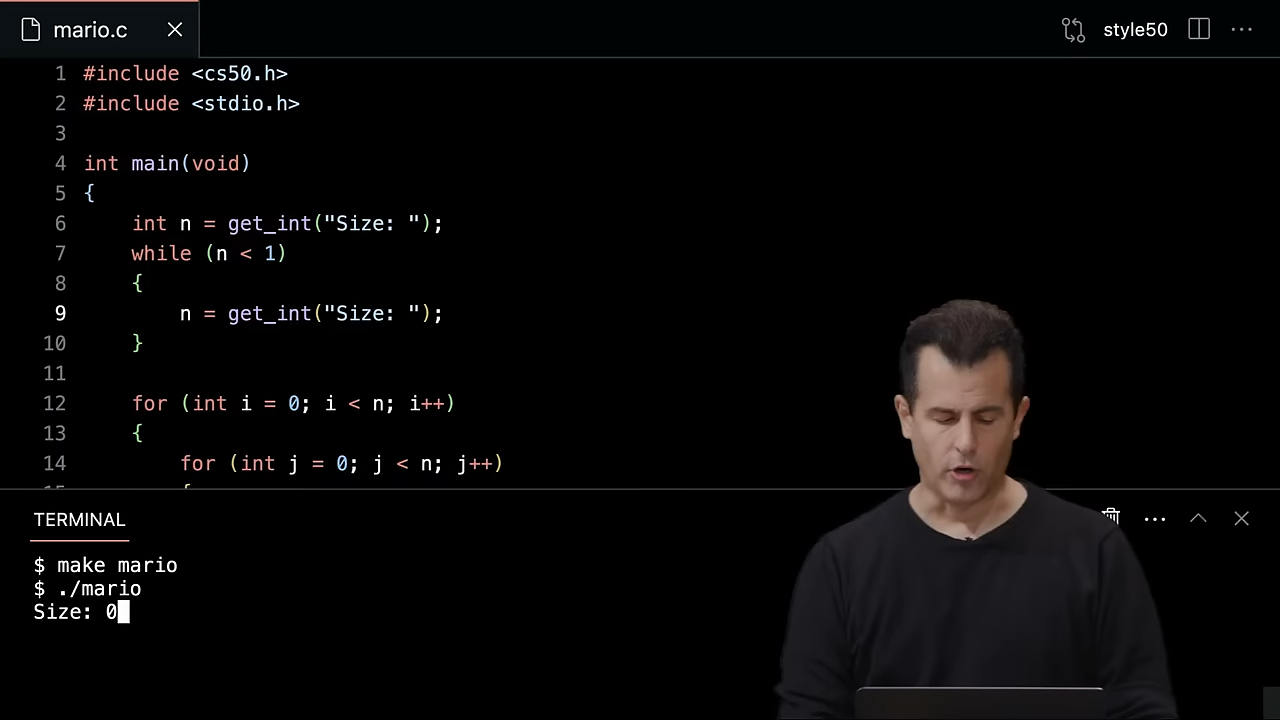 mario.c
style50
1 #include <cs50.h>
2 #include <stdio.h>
3
4 int main(void)
5 {
6     int n = get_int("Size: ");
7     while (n < 1)
8     {
9         n = get_int("Size: ");
10     }
11
12     for (int i = 0; i < n; i++)
13     {
14         for (int j = 0; j < n; j++)
TERMINAL
$ make mario
$ ./mario
Size: 0